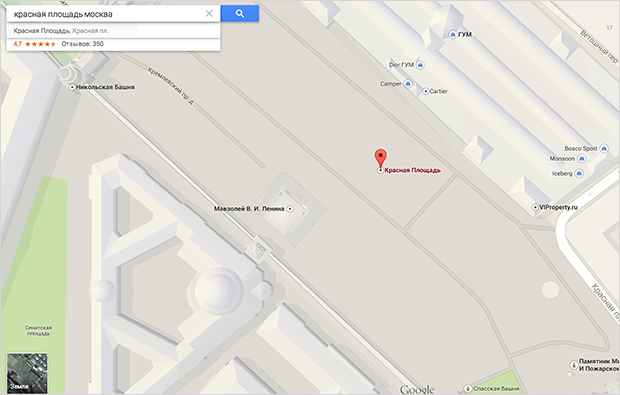 красная площадь москва
Красная Площадь, Красная пл.
4,7 Отзывов: 350
17
Ветошный пер
ГУМ
Dior ГУМ
Camper
Cartier
Никольская Башня
Кремлевский пр-д
Bosco Sport
Monsoon
Iceberg
Красная Площадь
Мавзолей В. И. Ленина
VIProperty.ru
Красная пл
Сенатская
площадь
Памятник Ми
И Пожарском
Земля
Google
Спасская башня